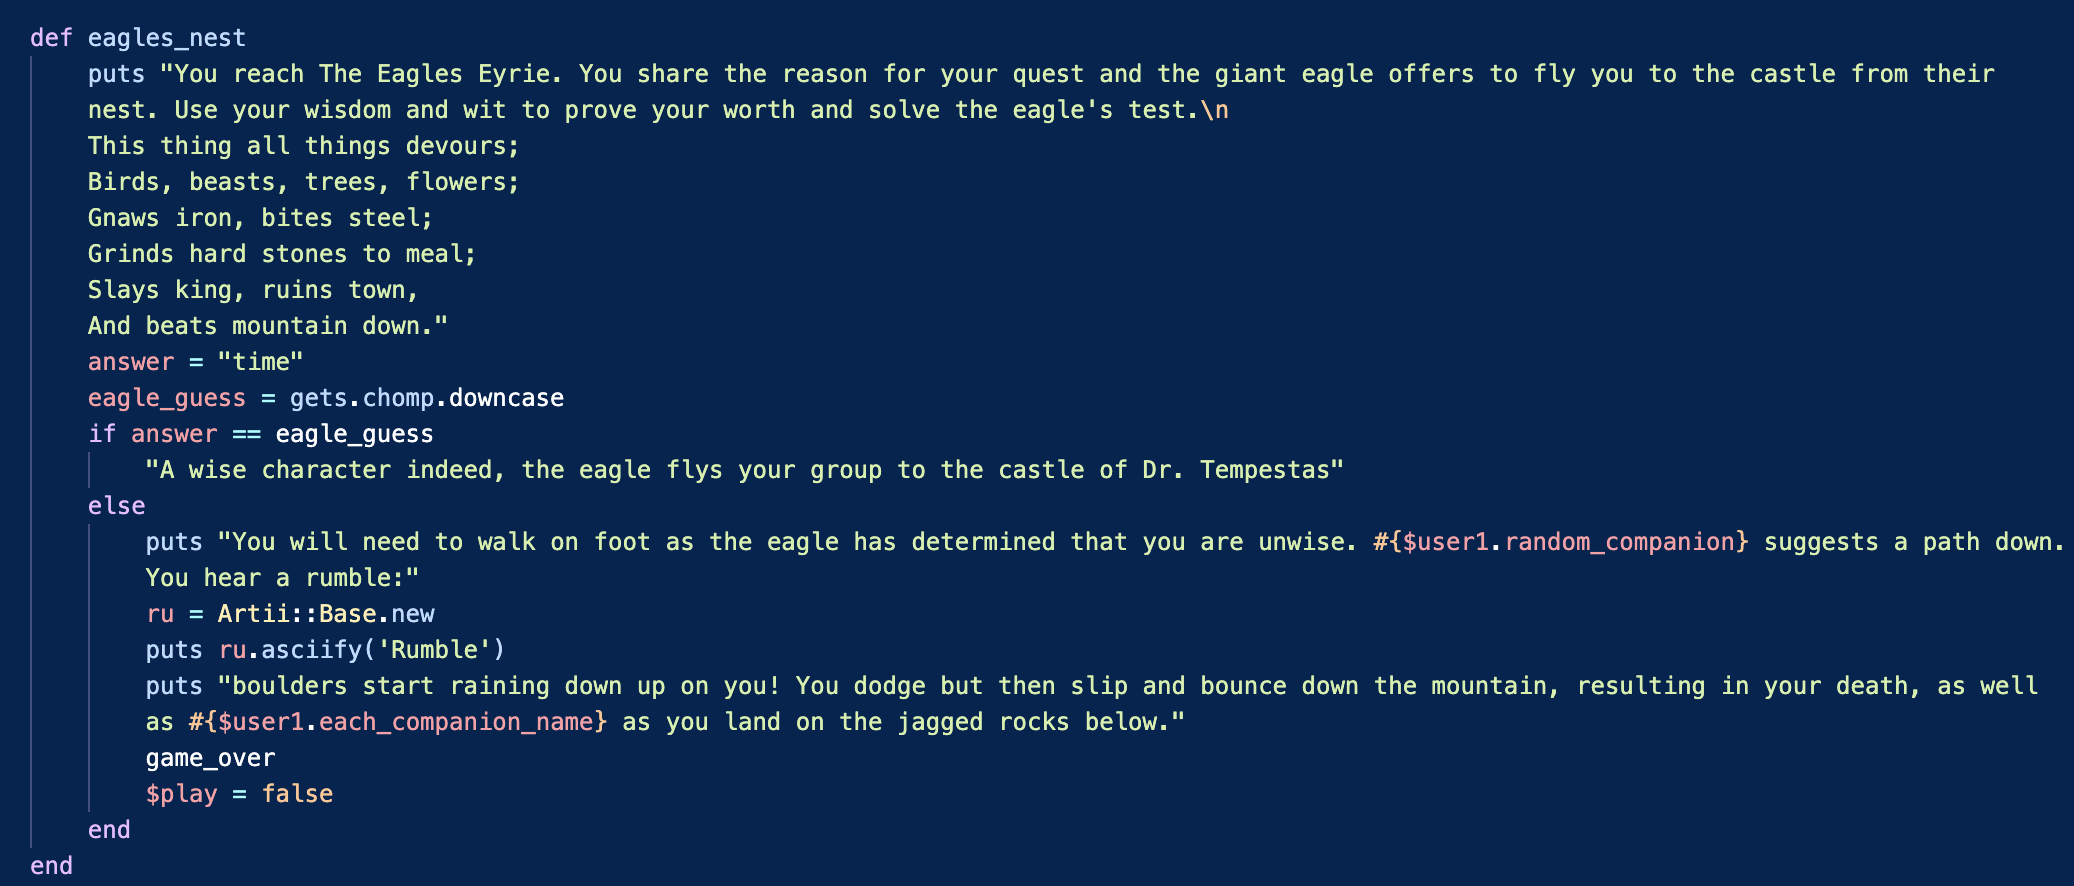 def eagles_nest
puts "You reach The Eagles Eyrie. You share the reason for your quest and the giant eagle offers to fly you to the castle from their
nest. Use your wisdom and wit to prove your worth and solve the eagle's test.\n
This thing all things devours;
Birds, beasts, trees, flowers;
Gnaws iron, bites steel;
Grinds hard stones to meal;
Slays king, ruins town,
And beats mountain down."
answer = "time"
eagle_guess = gets.chomp.downcase
if answer == eagle_guess
"A wise character indeed, the eagle flys your group to the castle of Dr. Tempestas"
else
puts "You will need to walk on foot as the eagle has determined that you are unwise. #{$user1.random_companion} suggests a path down.
You hear a rumble:"
ru = Artii::Base.new
puts ru.asciify('Rumble')
puts "boulders start raining down up on you! You dodge but then slip and bounce down the mountain, resulting in your death, as well
as #{$user1.each_companion_name} as you land on the jagged rocks below."
game_over
$play = false
end
end